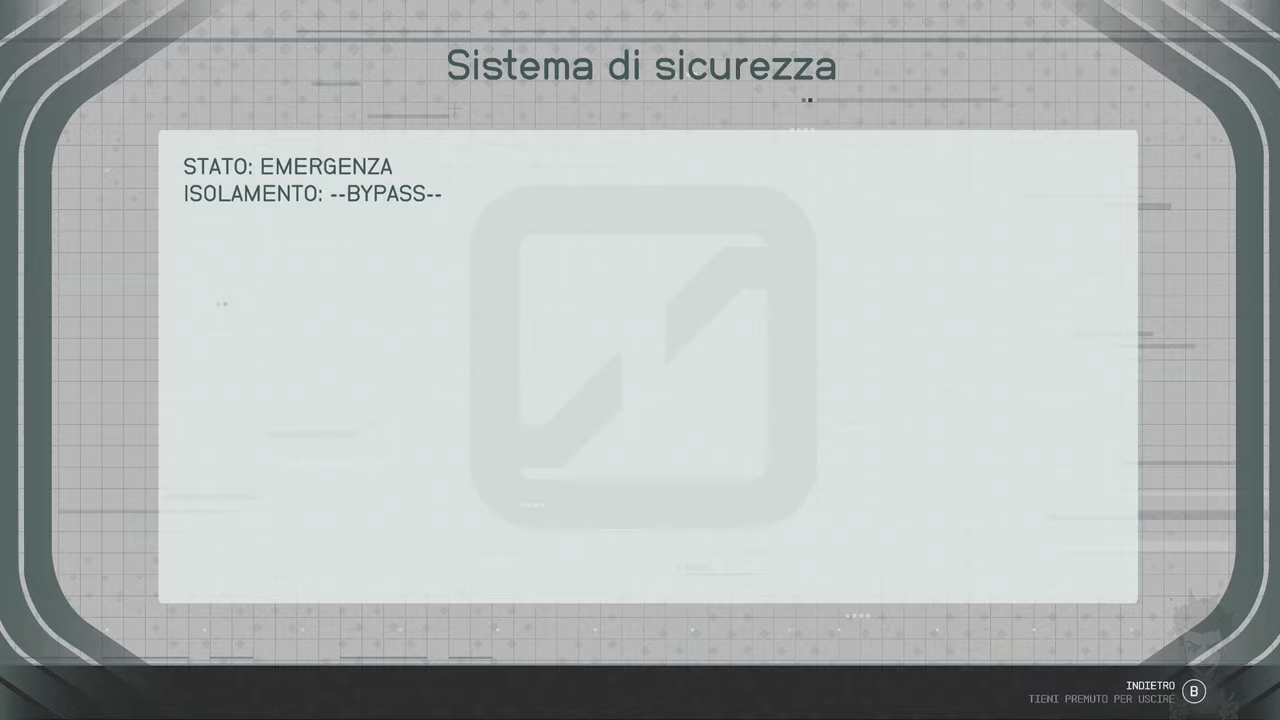 Sistema di sicurezza
STATO: EMERGENZA
ISOLAMENTO: --BYPASS--
INDIETRO
TIENI PREMUTO PER USCIRE
B